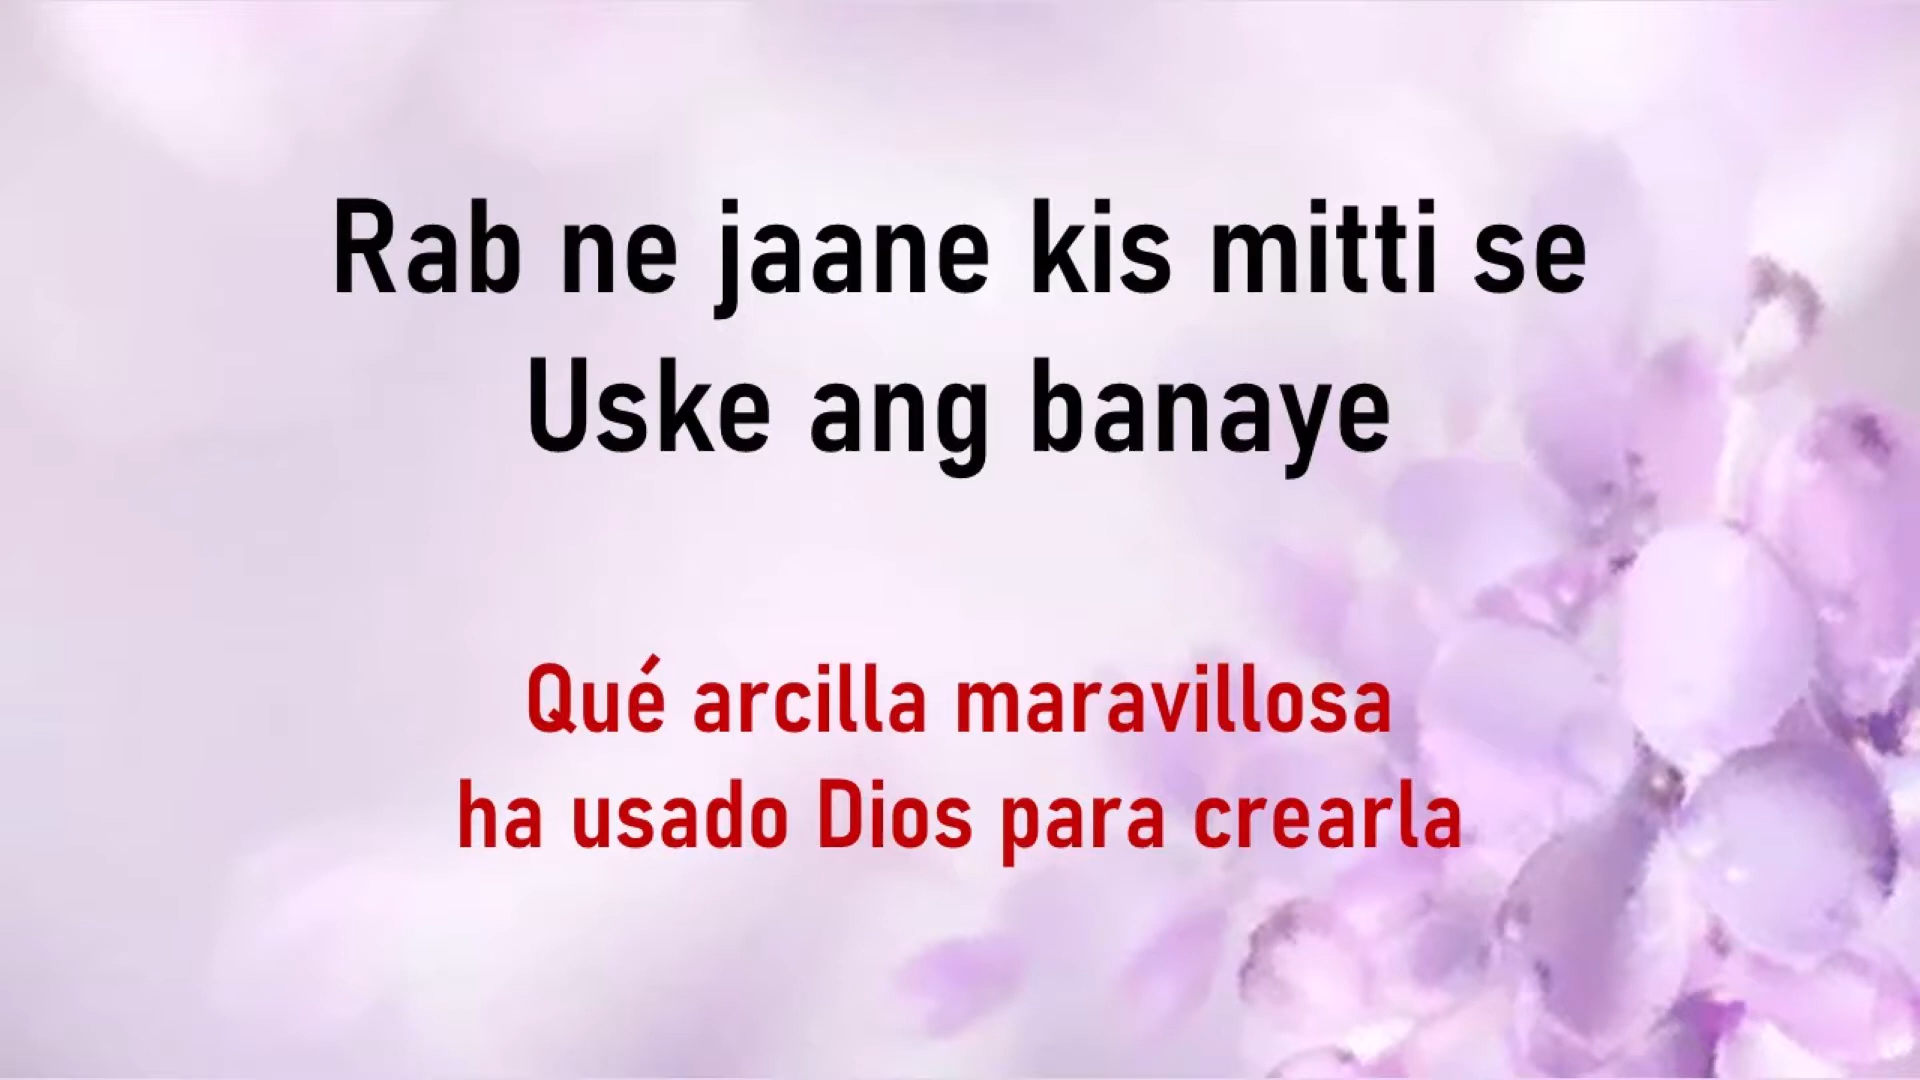 Rab ne jaane kis mitti se
Uske ang banaye
Qué arcilla maravillosa
ha usado Dios para crearla